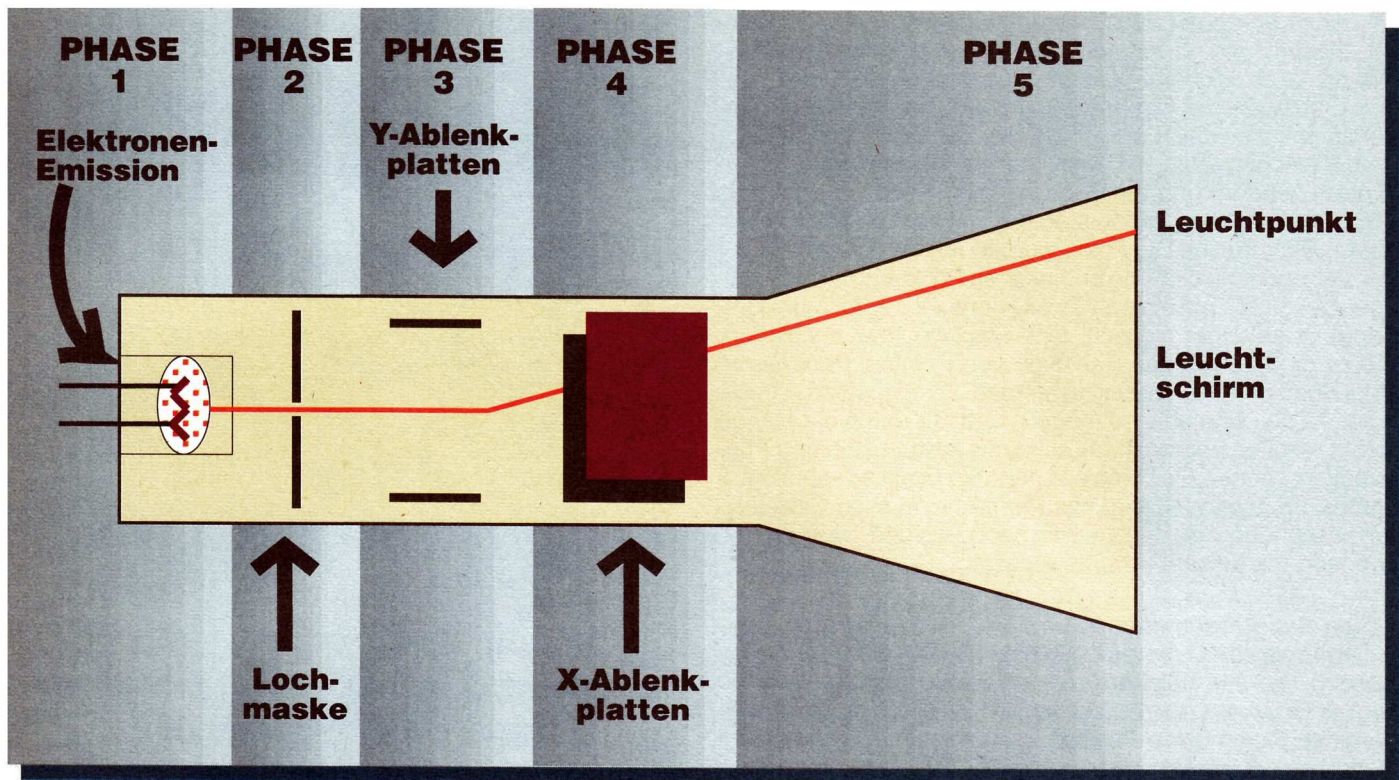 PHASE
1
PHASE
2
PHASE
3
PHASE
4
PHASE
5
Elektronen-
Emission
Y-Ablenk-
platten
Leuchtpunkt
Leucht-
schirm
Loch-
maske
X-Ablenk-
platten